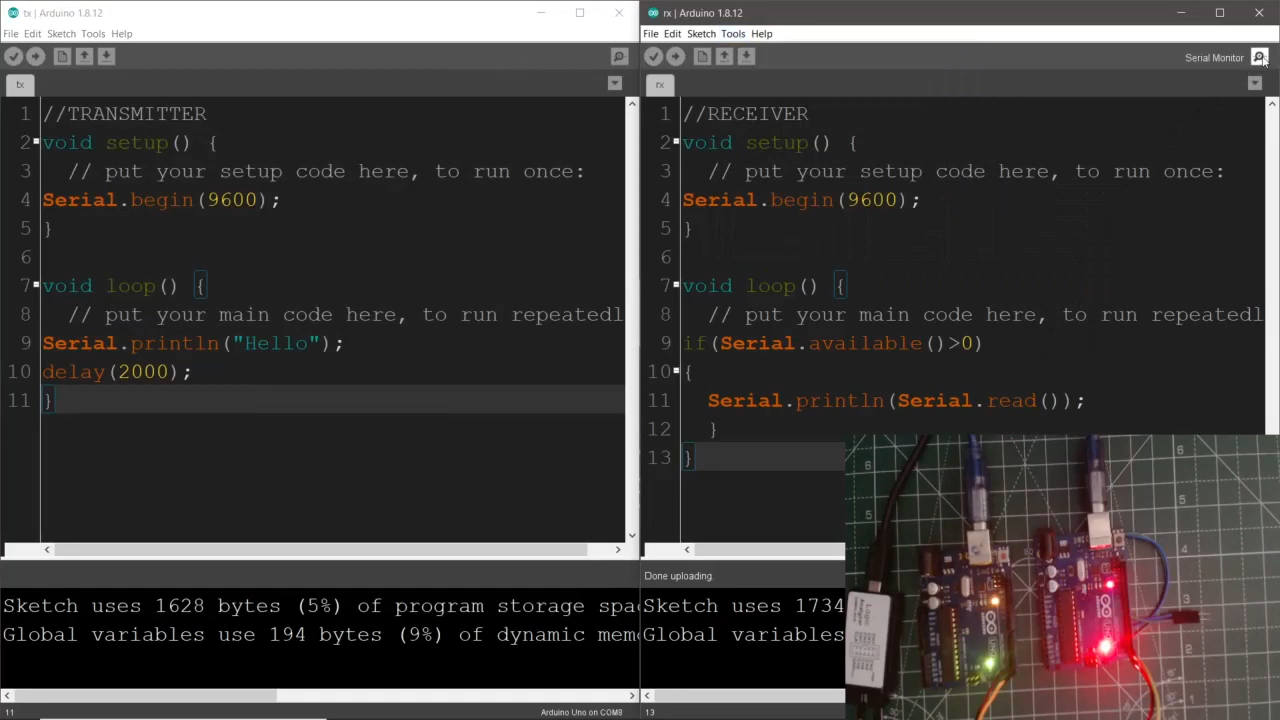 tx | Arduino 1.8.12
File Edit Sketch Tools Help
tx
1 //TRANSMITTER
2 void setup() {
3 // put your setup code here, to run once:
4 Serial.begin(9600);
5 }
6
7 void loop() {
8 // put your main code here, to run repeatedl
9 Serial.println("Hello");
10 delay(2000);
11 }
Sketch uses 1628 bytes (5%) of program storage spa
Global variables use 194 bytes (9%) of dynamic mem
11 Arduino Uno on COM8
rx | Arduino 1.8.12
File Edit Sketch Tools Help
Serial Monitor
rx
1 //RECEIVER
2 void setup() {
3 // put your setup code here, to run once:
4 Serial.begin(9600);
5 }
6
7 void loop() {
8 // put your main code here, to run repeatedl
9 if(Serial.available()>0)
10 {
11 Serial.println(Serial.read());
12 }
13 }
Done uploading.
Sketch uses 1734
Global variables
13